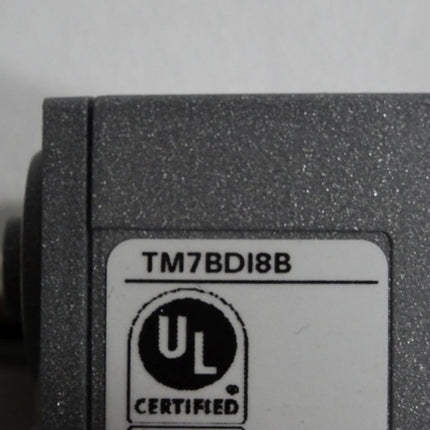 TM7BDI8B
UL
®
CERTIFIED